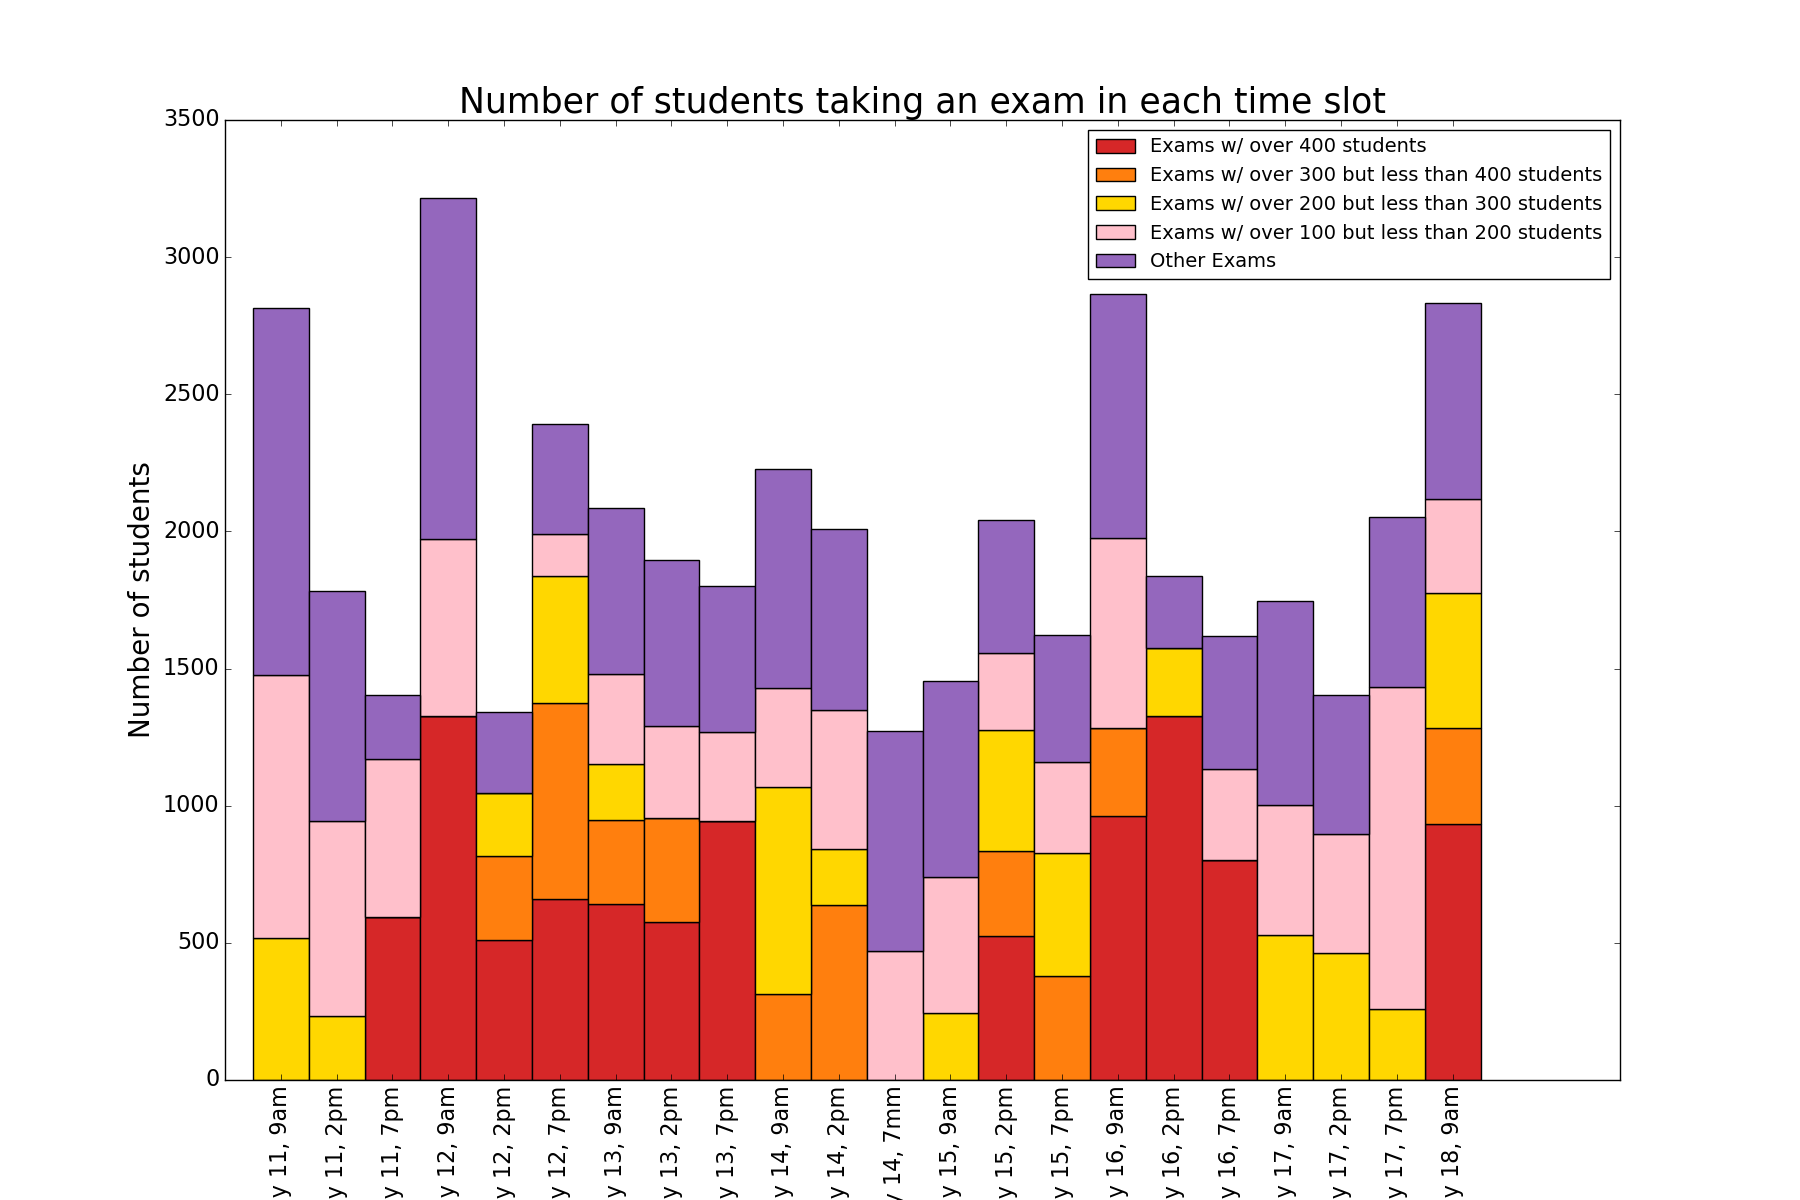 Number of students taking an exam in each time slot
Exams w/ over 400 students
Exams w/ over 300 but less than 400 students
Exams w/ over 200 but less than 300 students
Exams w/ over 100 but less than 200 students
Other Exams
Number of students
3500
3000
2500
2000
1500
1000
500
0
y 11, 9am
y 11, 2pm
y 11, 7pm
y 12, 9am
y 12, 2pm
y 12, 7pm
y 13, 9am
y 13, 2pm
y 13, 7pm
y 14, 9am
y 14, 2pm
y 14, 7mm
y 15, 9am
y 15, 2pm
y 15, 7pm
y 16, 9am
y 16, 2pm
y 16, 7pm
y 17, 9am
y 17, 2pm
y 17, 7pm
y 18, 9am